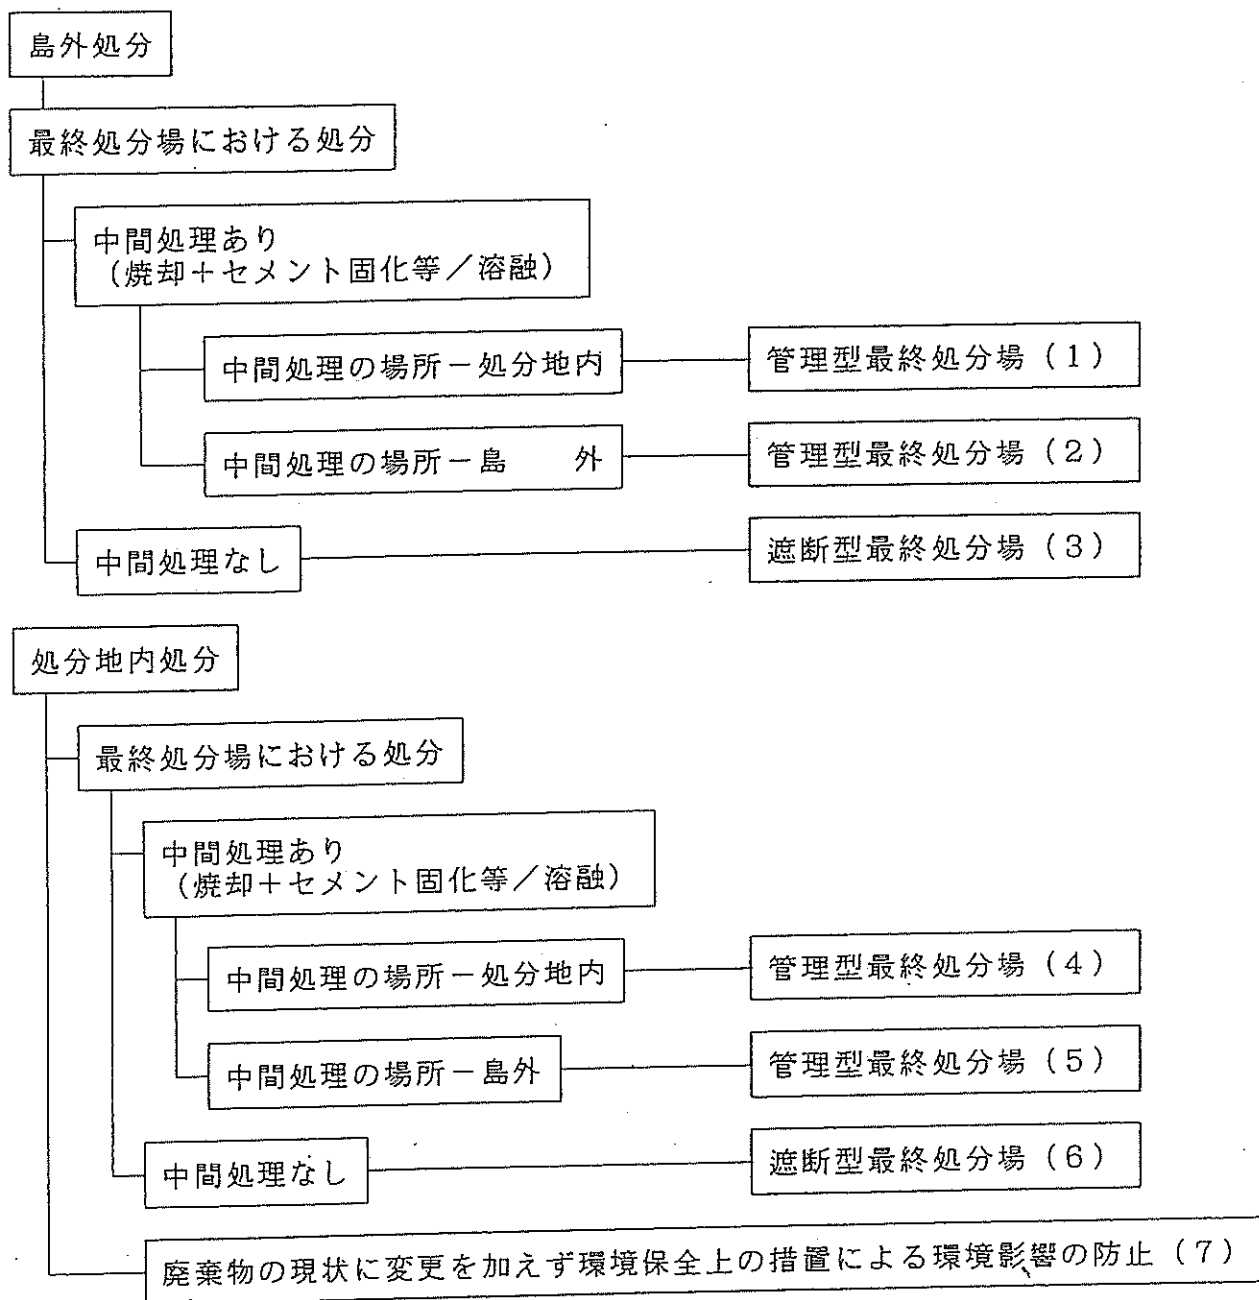 島外処分
最終処分場における処分
中間処理あり
(焼却+セメント固化等/溶融)
中間処理の場所-処分地内
管理型最終処分場(1)
中間処理の場所-島　　外
管理型最終処分場(2)
中間処理なし
遮断型最終処分場(3)
処分地内処分
最終処分場における処分
中間処理あり
(焼却+セメント固化等/溶融)
中間処理の場所-処分地内
管理型最終処分場(4)
中間処理の場所-島外
管理型最終処分場(5)
中間処理なし
遮断型最終処分場(6)
廃棄物の現状に変更を加えず環境保全上の措置による環境影響の防止(7)